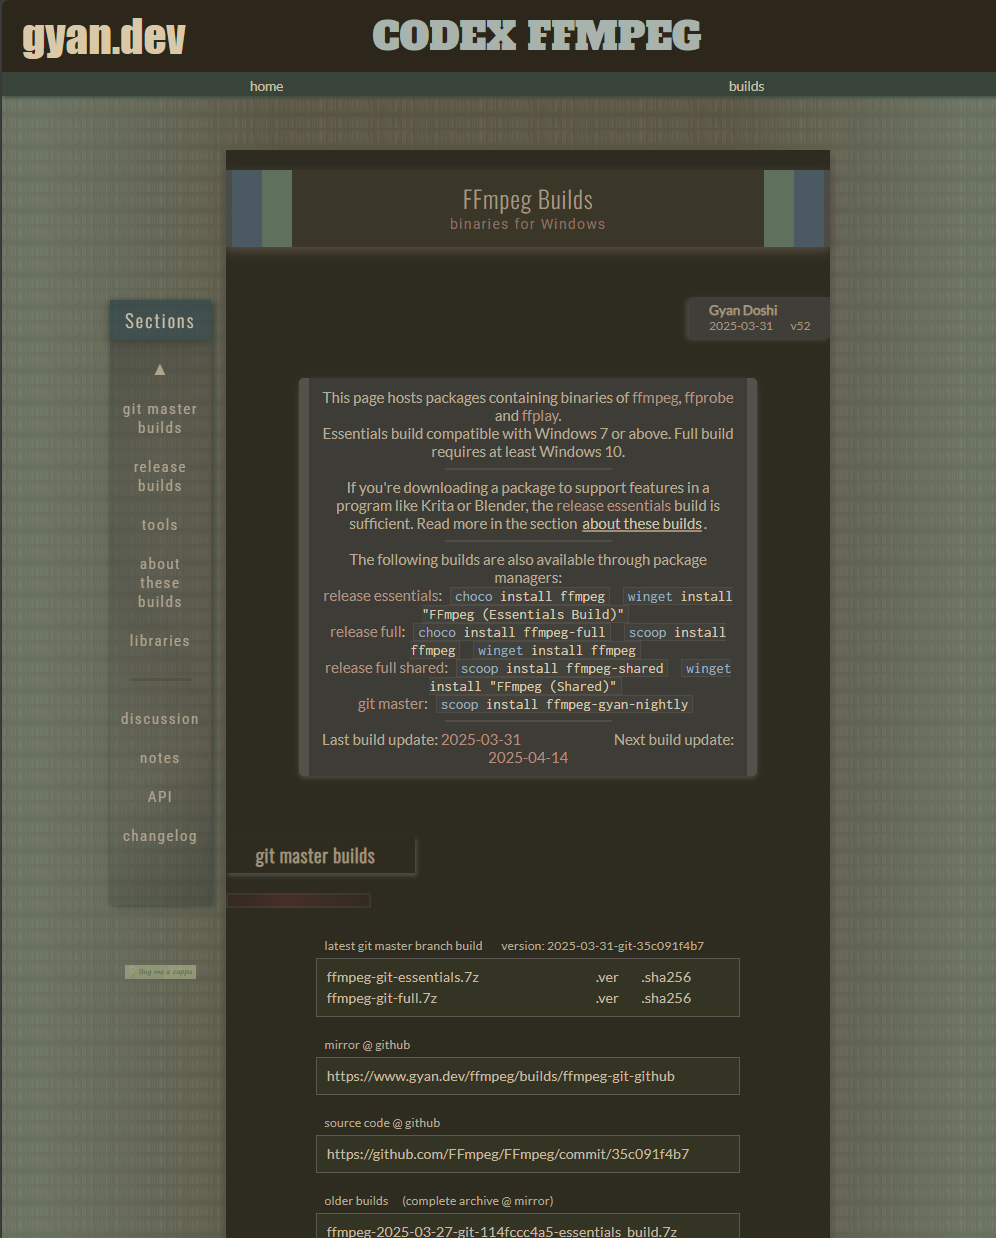 gyan.dev
CODEX FFMPEG
home
builds
FFmpeg Builds
binaries for Windows
Gyan Doshi
2025-03-31 v52
Sections
▲
git master
builds
release
builds
tools
about
these
builds
libraries
discussion
notes
API
changelog
Buy me a cuppa
This page hosts packages containing binaries of ffmpeg, ffprobe
and ffplay.
Essentials build compatible with Windows 7 or above. Full build
requires at least Windows 10.
If you're downloading a package to support features in a
program like Krita or Blender, the release essentials build is
sufficient. Read more in the section about these builds.
The following builds are also available through package
managers:
release essentials: choco install ffmpeg winget install
"FFmpeg (Essentials Build)"
release full: choco install ffmpeg-full scoop install
ffmpeg winget install ffmpeg
release full shared: scoop install ffmpeg-shared winget
install "FFmpeg (Shared)"
git master: scoop install ffmpeg-gyan-nightly
Last build update: 2025-03-31 Next build update:
2025-04-14
git master builds
latest git master branch build version: 2025-03-31-git-35c091f4b7
ffmpeg-git-essentials.7z .ver .sha256
ffmpeg-git-full.7z .ver .sha256
mirror @ github
https://www.gyan.dev/ffmpeg/builds/ffmpeg-git-github
source code @ github
https://github.com/FFmpeg/FFmpeg/commit/35c091f4b7
older builds (complete archive @ mirror)
ffmpeg-2025-03-27-git-114fccc4a5-essentials_build.7z